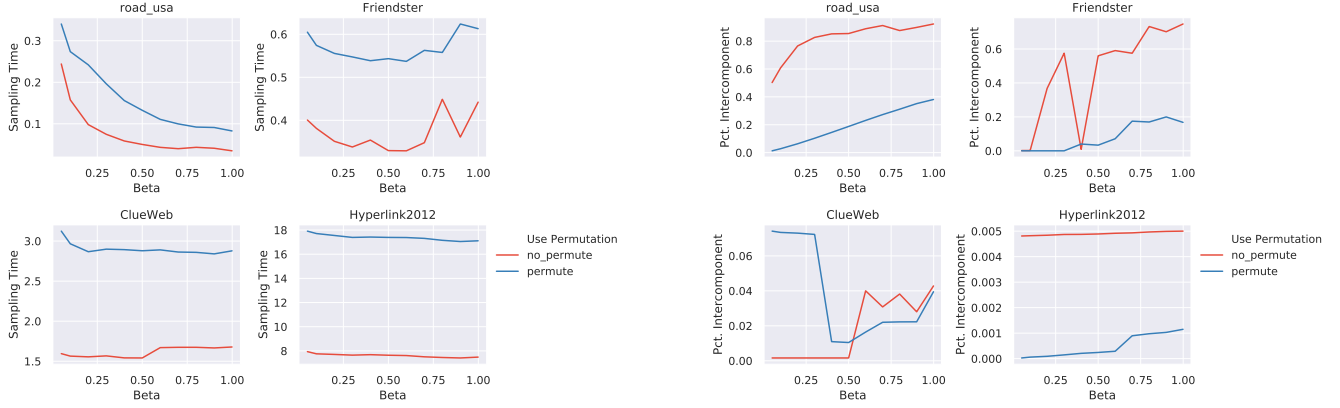 road_usa
Friendster
Sampling Time
0.3
0.2
0.1
0.25 0.50 0.75 1.00
Beta
Sampling Time
0.6
0.5
0.4
0.25 0.50 0.75 1.00
Beta
ClueWeb
Hyperlink2012
Sampling Time
3.0
2.5
2.0
1.5
0.25 0.50 0.75 1.00
Beta
Sampling Time
18
16
14
12
10
8
0.25 0.50 0.75 1.00
Beta
Use Permutation
no_permute
permute
road_usa
Friendster
Pct. Intercomponent
0.8
0.6
0.4
0.2
0.0
0.25 0.50 0.75 1.00
Beta
Pct. Intercomponent
0.6
0.4
0.2
0.0
0.25 0.50 0.75 1.00
Beta
ClueWeb
Hyperlink2012
Pct. Intercomponent
0.06
0.04
0.02
0.00
0.25 0.50 0.75 1.00
Beta
Pct. Intercomponent
0.005
0.004
0.003
0.002
0.001
0.000
0.25 0.50 0.75 1.00
Beta
Use Permutation
no_permute
permute